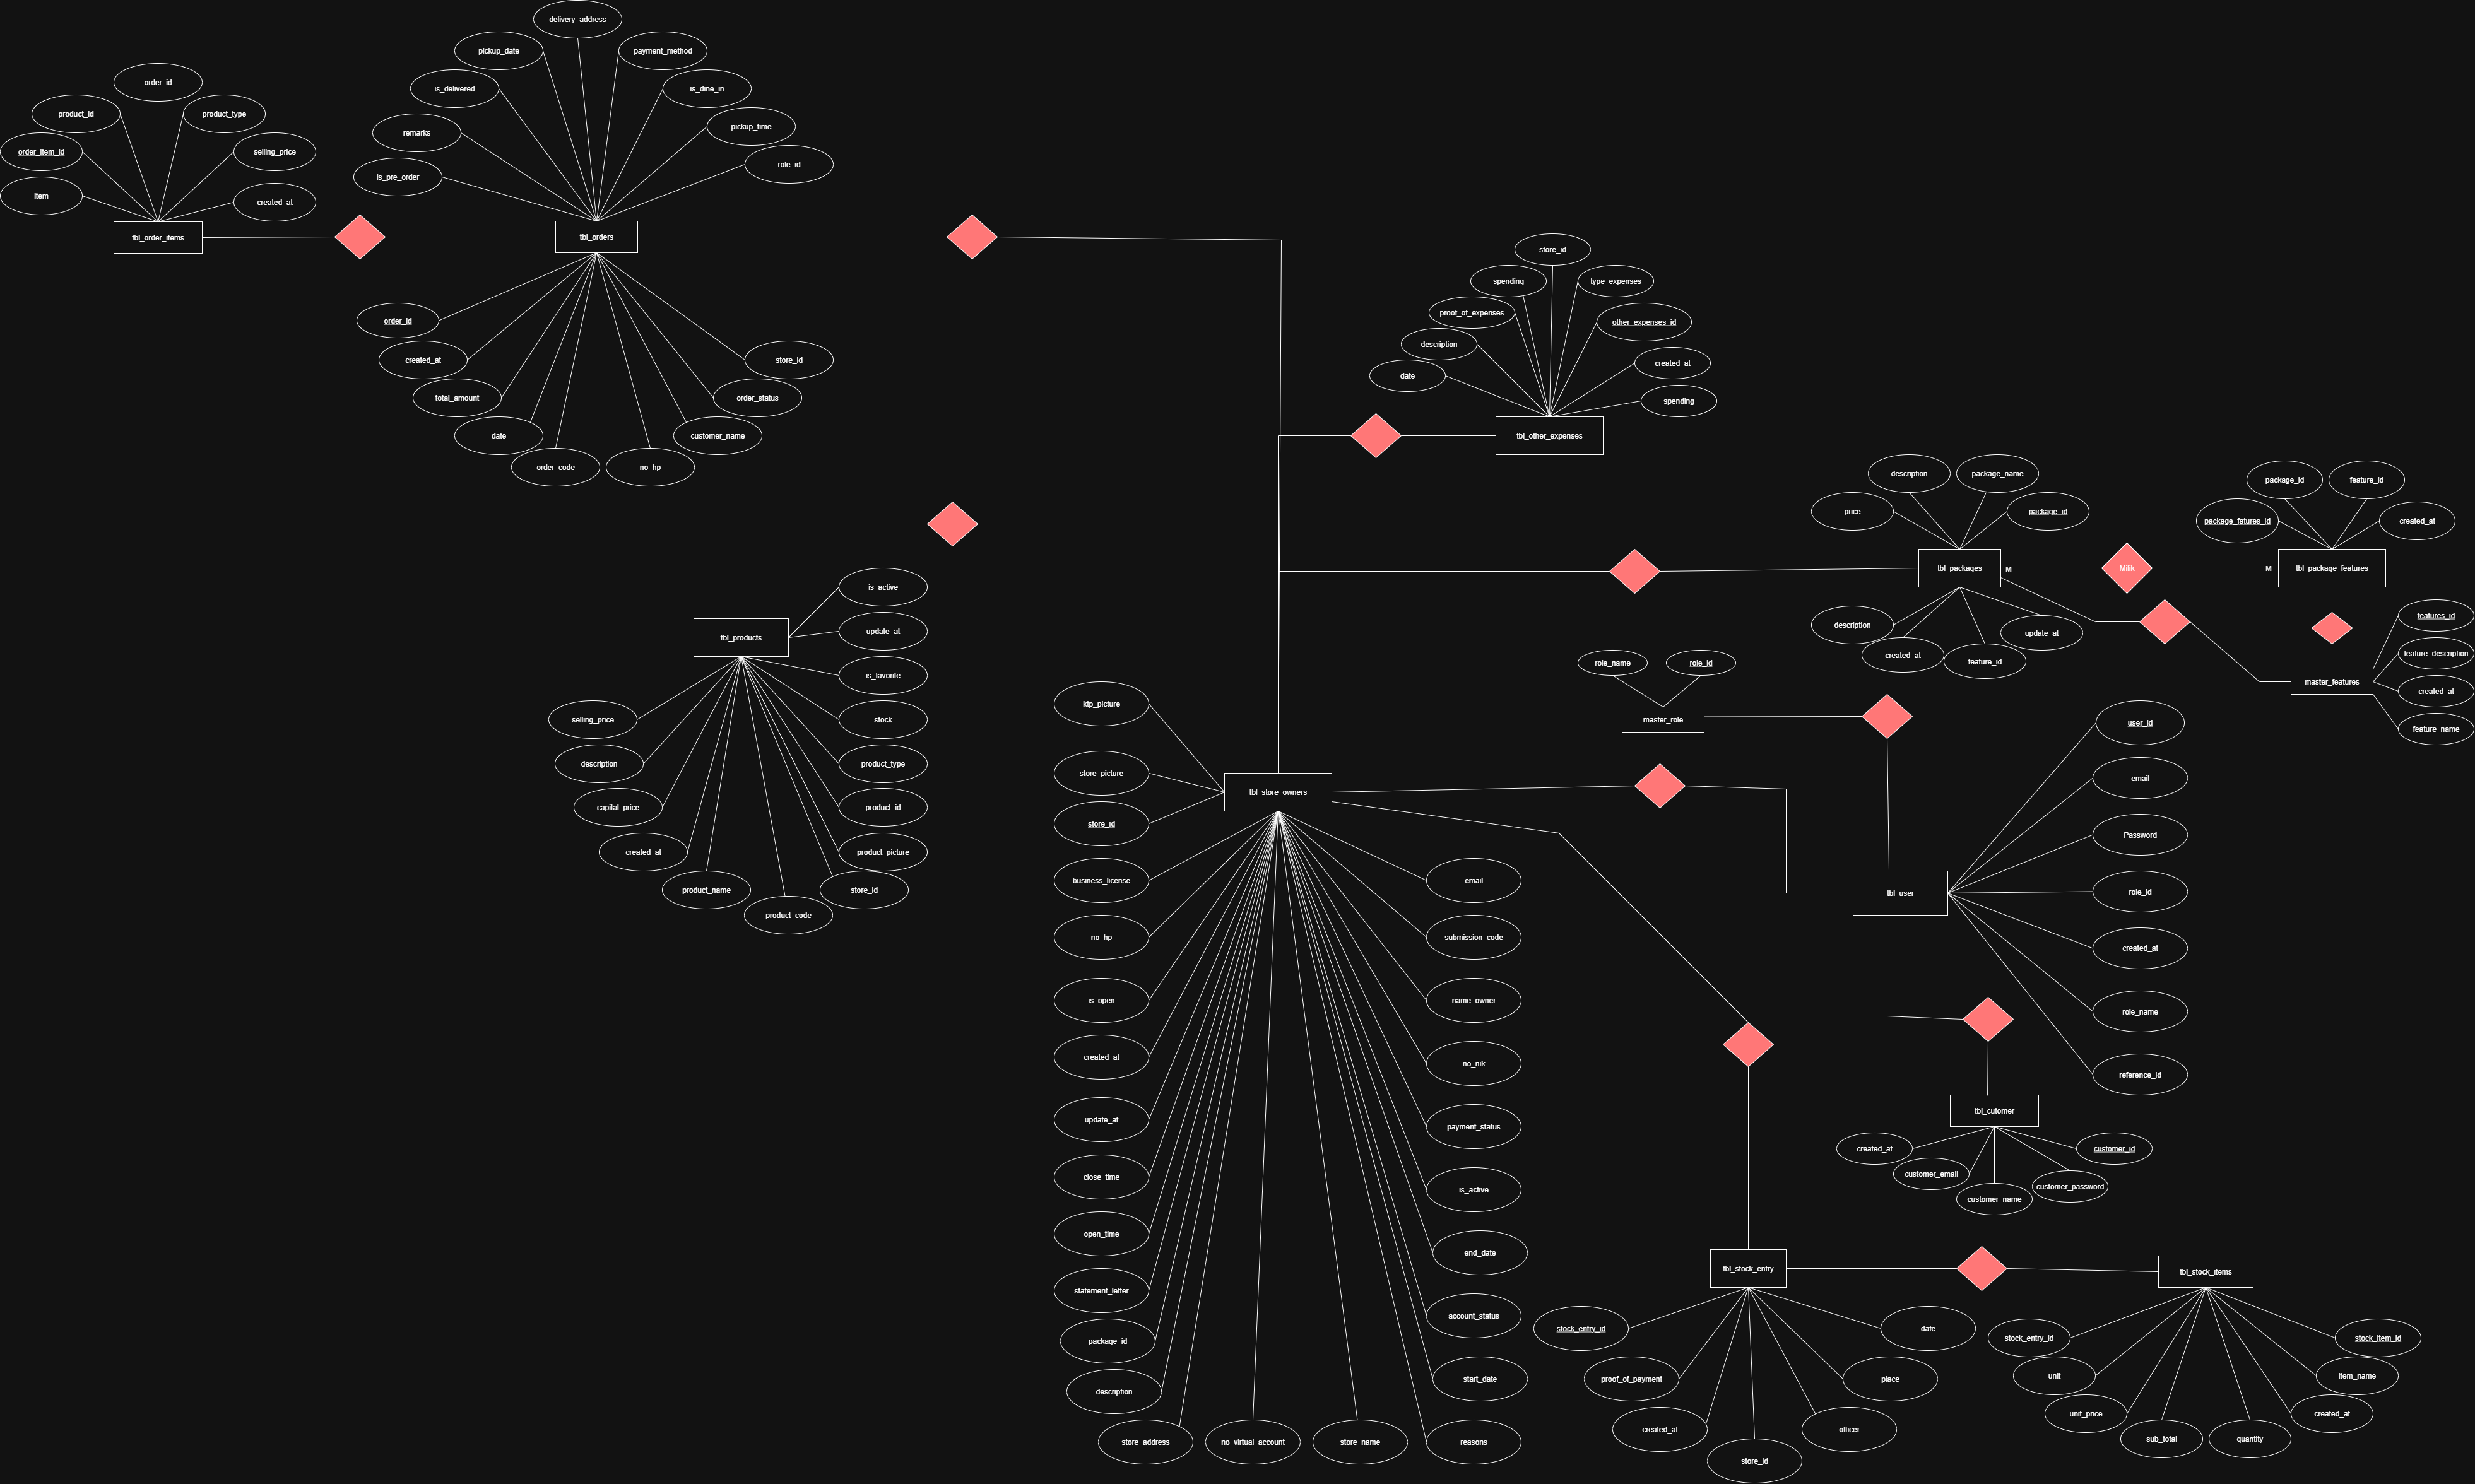 delivery_address
pickup_date
payment_method
is_delivered
is_dine_in
remarks
pickup_time
is_pre_order
role_id
order_id
product_id
product_type
order_item_id
selling_price
item
created_at
tbl_order_items
tbl_orders
order_id
created_at
store_id
total_amount
order_status
date
customer_name
order_code
no_hp
store_id
spending
type_expenses
proof_of_expenses
other_expenses_id
description
created_at
date
spending
tbl_other_expenses
description
package_name
price
package_id
tbl_packages
M
Milik
M
tbl_package_features
package_id
feature_id
package_fatures_id
created_at
description
update_at
created_at
feature_id
features_id
feature_description
master_features
created_at
feature_name
is_active
tbl_products
update_at
is_favorite
selling_price
stock
description
product_type
capital_price
product_id
created_at
product_picture
product_name
store_id
product_code
role_name
role_id
master_role
ktp_picture
store_picture
tbl_store_owners
store_id
business_license
email
no_hp
submission_code
is_open
name_owner
created_at
no_nik
update_at
payment_status
close_time
is_active
open_time
end_date
statement_letter
account_status
package_id
start_date
description
store_address
no_virtual_account
store_name
reasons
user_id
email
Password
tbl_user
role_id
created_at
role_name
reference_id
tbl_cutomer
created_at
customer_id
customer_email
customer_password
customer_name
tbl_stock_entry
tbl_stock_items
stock_entry_id
date
proof_of_payment
place
created_at
officer
store_id
stock_entry_id
stock_item_id
unit
item_name
unit_price
created_at
sub_total
quantity